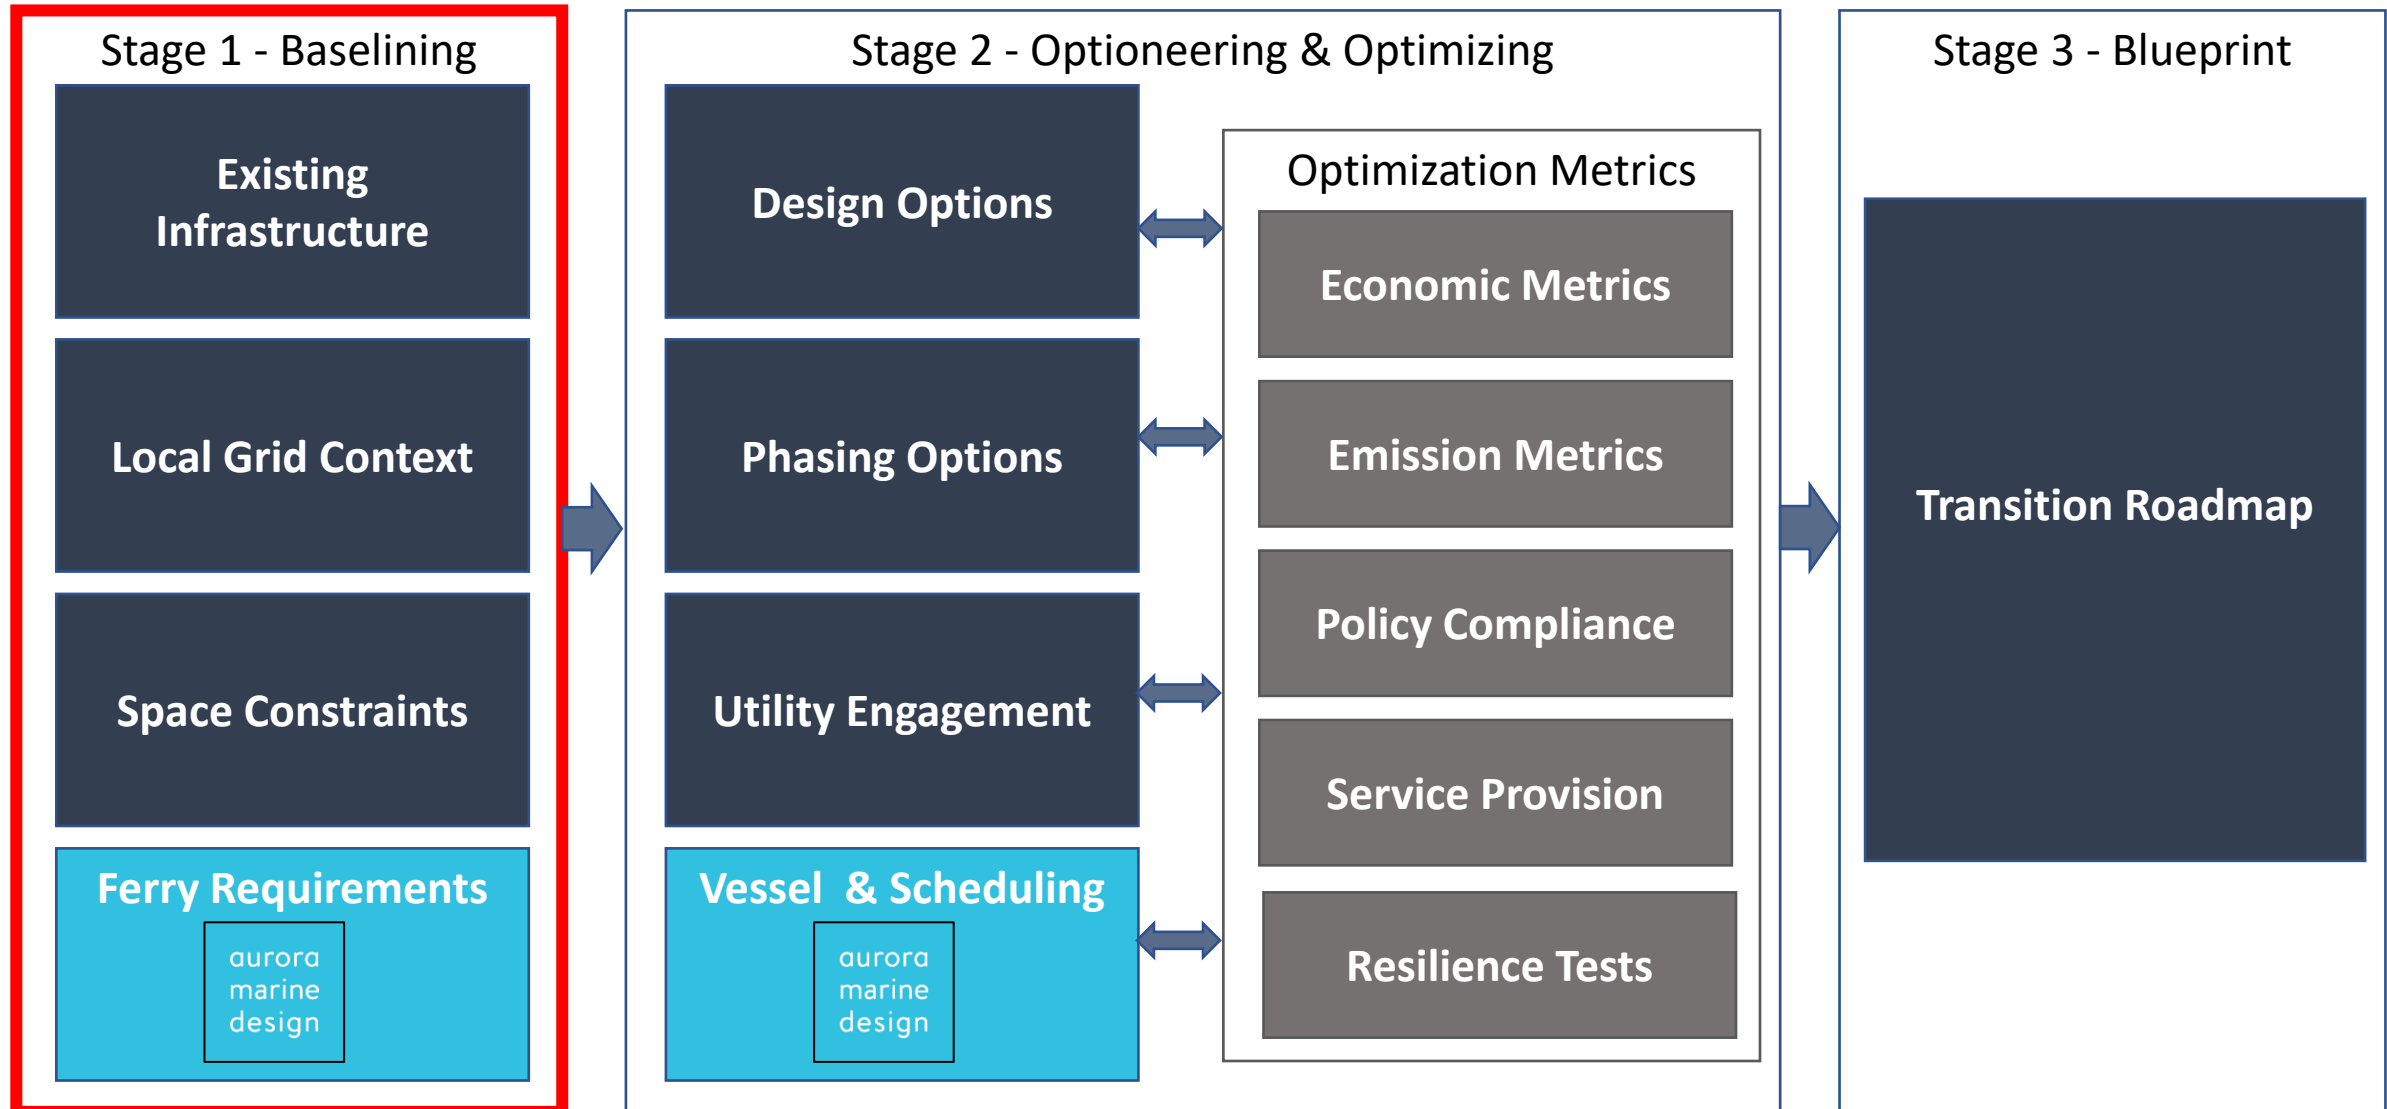 Stage 1 - Baselining
Existing
Infrastructure
Local Grid Context
Space Constraints
Ferry Requirements
aurora
marine
design
Stage 2 - Optioneering & Optimizing
Design Options
Phasing Options
Utility Engagement
Vessel  & Scheduling
aurora
marine
design
Optimization Metrics
Economic Metrics
Emission Metrics
Policy Compliance
Service Provision
Resilience Tests
Stage 3 - Blueprint
Transition Roadmap